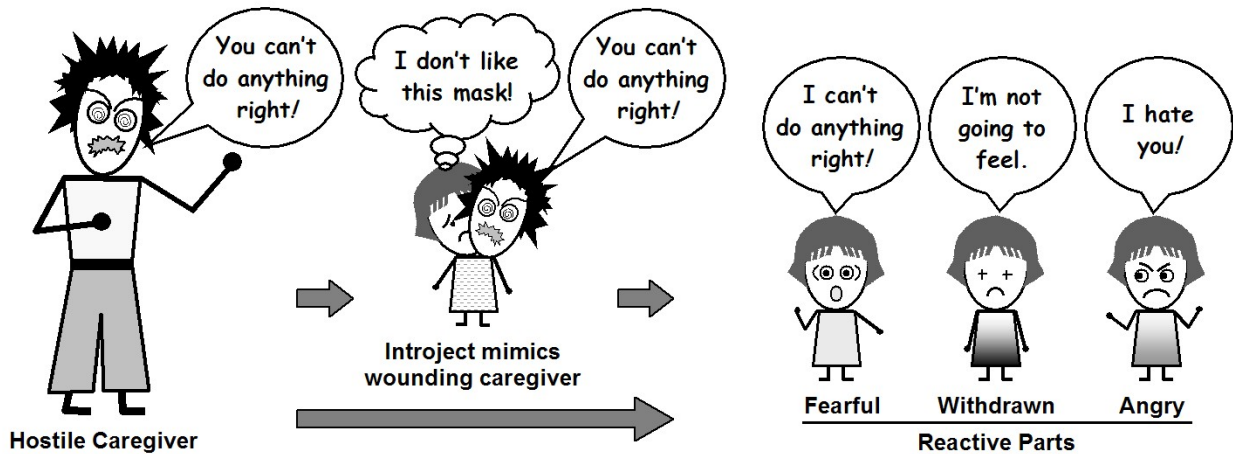 You can't
do anything
right!
Hostile Caregiver
I don't like
this mask!
You can't
do anything
right!
Introject mimics
wounding caregiver
I can't
do anything
right!
I'm not
going to
feel.
I hate
you!
Fearful
Withdrawn
Angry
Reactive Parts